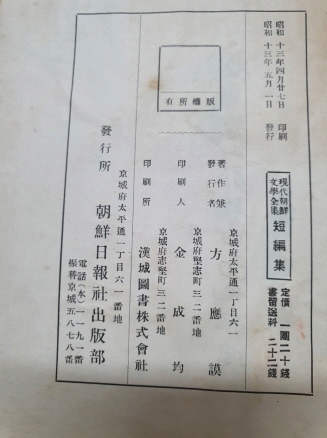 昭和十三年四月廿七日 印刷
昭和十三年五月一日 發行
現代朝鮮文學全集 短編集
定價 一圓二十錢
書留送料 二十二錢
版權所有
京城府太平通一丁目六一
著作兼發行者 方應謨
京城府堅志町三二番地
印刷人 金成均
京城府堅志町三二番地
印刷所 漢城圖書株式會社
京城府太平通一丁目六一番地
發行所 朝鮮日報社出版部
電話(本)一一九一番
振替京城五八七八番